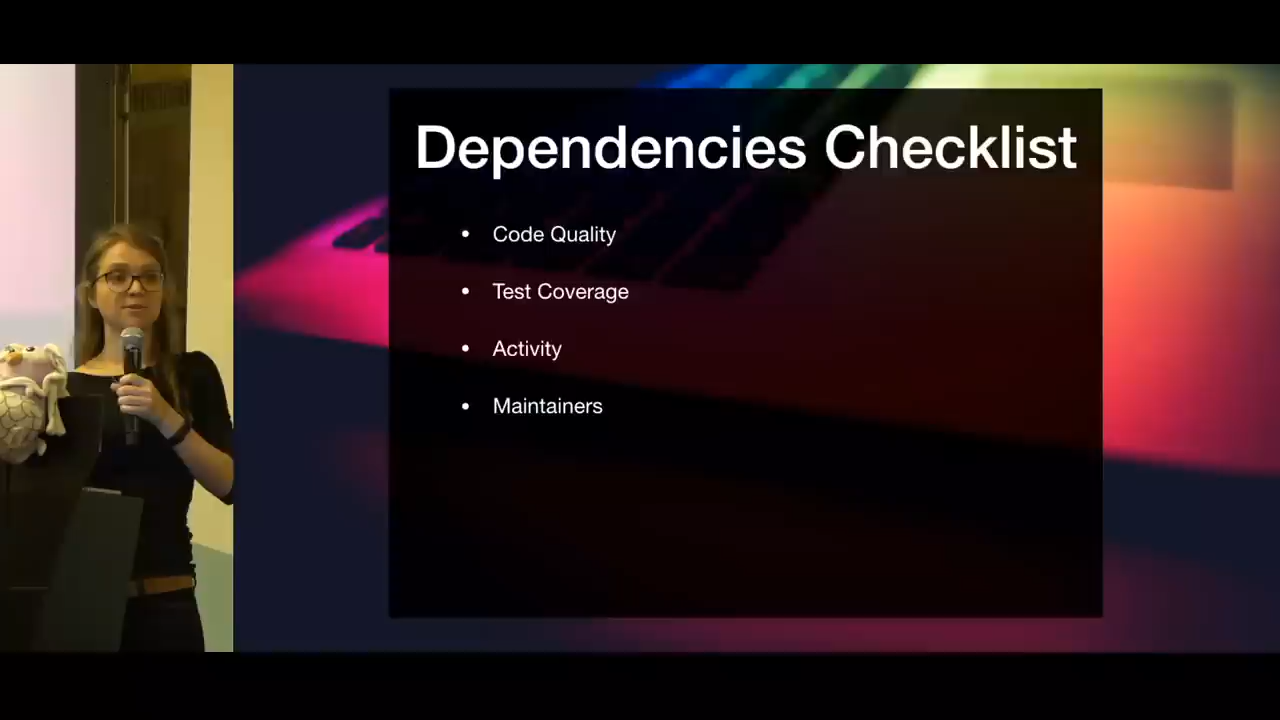 Dependencies Checklist
• Code Quality
• Test Coverage
• Activity
• Maintainers